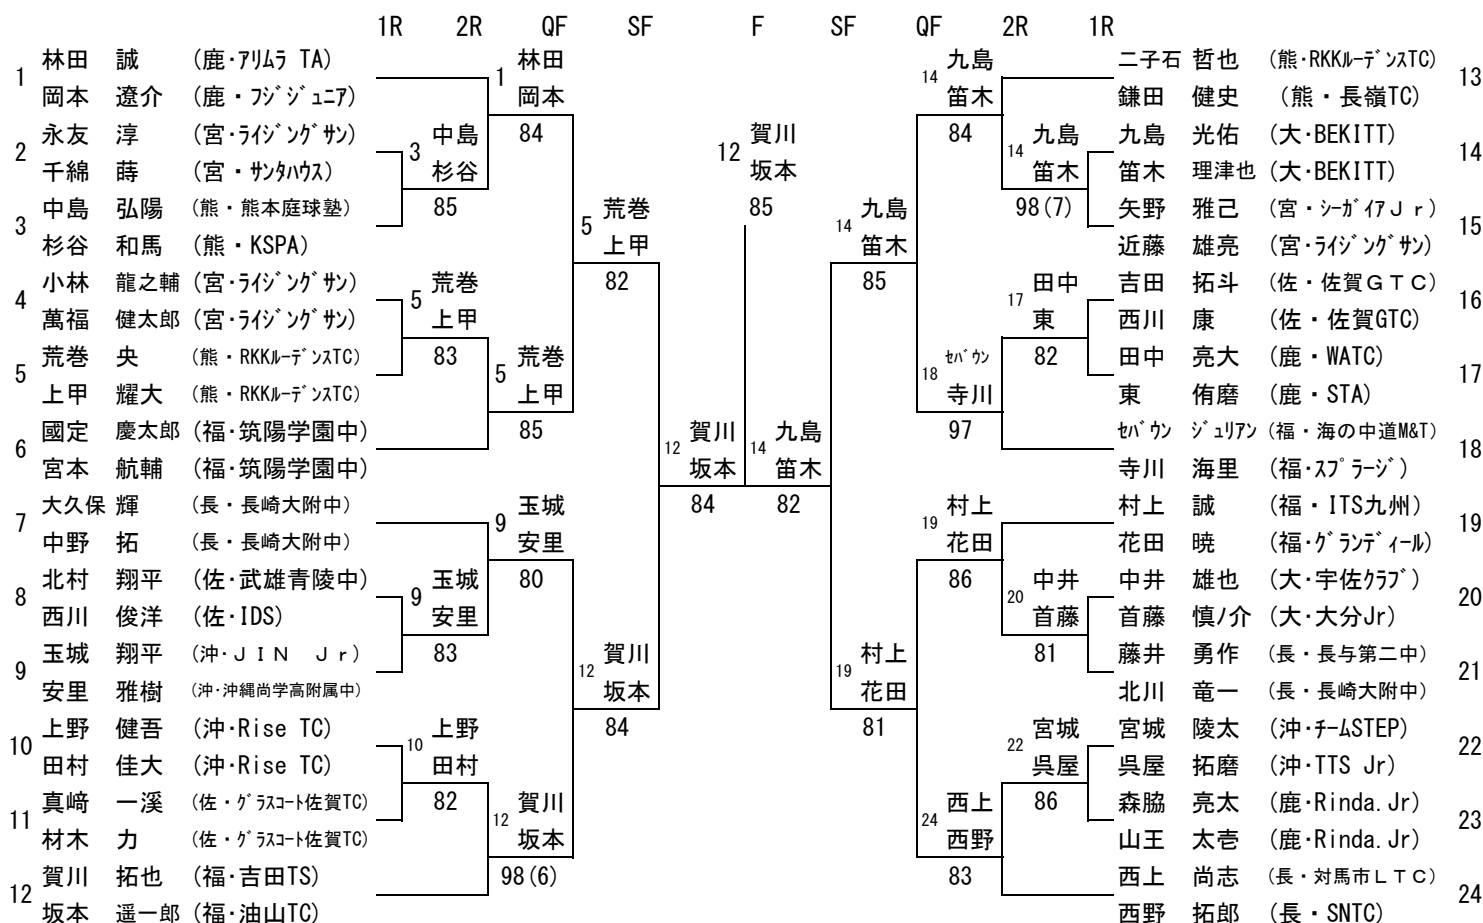 1R 2R QF SF F SF QF 2R 1R
1 林田 誠 (鹿･ｱﾘﾑﾗ TA)
岡本 遼介 (鹿・ﾌｼﾞｼﾞｭﾆｱ)
2 永友 淳 (宮･ﾗｲｼﾞﾝｸﾞｻﾝ)
千綿 蒔 (宮・ｻﾝﾀﾊｳｽ)
3 中島 弘陽 (熊・熊本庭球塾)
杉谷 和馬 (熊・KSPA)
4 小林 龍之輔 (宮･ﾗｲｼﾞﾝｸﾞｻﾝ)
萬福 健太郎 (宮･ﾗｲｼﾞﾝｸﾞｻﾝ)
5 荒巻 央 (熊・RKKﾙｰﾃﾞﾝｽTC)
上甲 耀大 (熊・RKKﾙｰﾃﾞﾝｽTC)
6 國定 慶太郎 (福･筑陽学園中)
宮本 航輔 (福･筑陽学園中)
7 大久保 輝 (長・長崎大附中)
中野 拓 (長・長崎大附中)
8 北村 翔平 (佐･武雄青陵中)
西川 俊洋 (佐･IDS)
9 玉城 翔平 (沖･ＪＩＮ Ｊｒ)
安里 雅樹 (沖･沖縄尚学高附属中)
10 上野 健吾 (沖･Rise TC)
田村 佳大 (沖･Rise TC)
11 真﨑 一溪 (佐・ｸﾞﾗｽｺｰﾄ佐賀TC)
材木 力 (佐・ｸﾞﾗｽｺｰﾄ佐賀TC)
12 賀川 拓也 (福･吉田TS)
坂本 遥一郎 (福･油山TC)
3 中島
杉谷
85
5 荒巻
上甲
83
9 玉城
安里
83
10 上野
田村
82
1 林田
岡本
84
5 荒巻
上甲
85
9 玉城
安里
80
12 賀川
坂本
98(6)
5 荒巻
上甲
82
12 賀川
坂本
84
12 賀川
坂本
84
12 賀川
坂本
85
14 九島
笛木
82
14 九島
笛木
85
19 村上
花田
81
14 九島
笛木
84
18 ｾﾊﾞｳﾝ
寺川
97
19 村上
花田
86
24 西上
西野
83
14 九島
笛木
98(7)
17 田中
東
82
20 中井
首藤
81
22 宮城
呉屋
86
二子石 哲也 (熊･RKKﾙｰﾃﾞﾝｽTC) 13
鎌田 健史 (熊・長嶺TC)
九島 光佑 (大･BEKITT) 14
笛木 理津也 (大･BEKITT)
矢野 雅己 (宮・ｼｰｶﾞｲｱＪｒ) 15
近藤 雄亮 (宮･ﾗｲｼﾞﾝｸﾞｻﾝ)
吉田 拓斗 (佐・佐賀ＧＴＣ) 16
西川 康 (佐・佐賀GTC)
田中 亮大 (鹿・WATC) 17
東 侑磨 (鹿・STA)
ｾﾊﾞｳﾝ ｼﾞｭﾘｱﾝ (福・海の中道M&T) 18
寺川 海里 (福･ｽﾌﾟﾗｰｼﾞ)
村上 誠 (福・ITS九州) 19
花田 暁 (福･ｸﾞﾗﾝﾃﾞｨｰﾙ)
中井 雄也 (大･宇佐ｸﾗﾌﾞ) 20
首藤 慎ﾉ介 (大･大分Jr)
藤井 勇作 (長・長与第二中) 21
北川 竜一 (長・長崎大附中)
宮城 陵太 (沖･ﾁｰﾑSTEP) 22
呉屋 拓磨 (沖･TTS Jr)
森脇 亮太 (鹿･Rinda.Jr) 23
山王 太壱 (鹿･Rinda.Jr)
西上 尚志 (長・対馬市ＬＴＣ) 24
西野 拓郎 (長・SNTC)